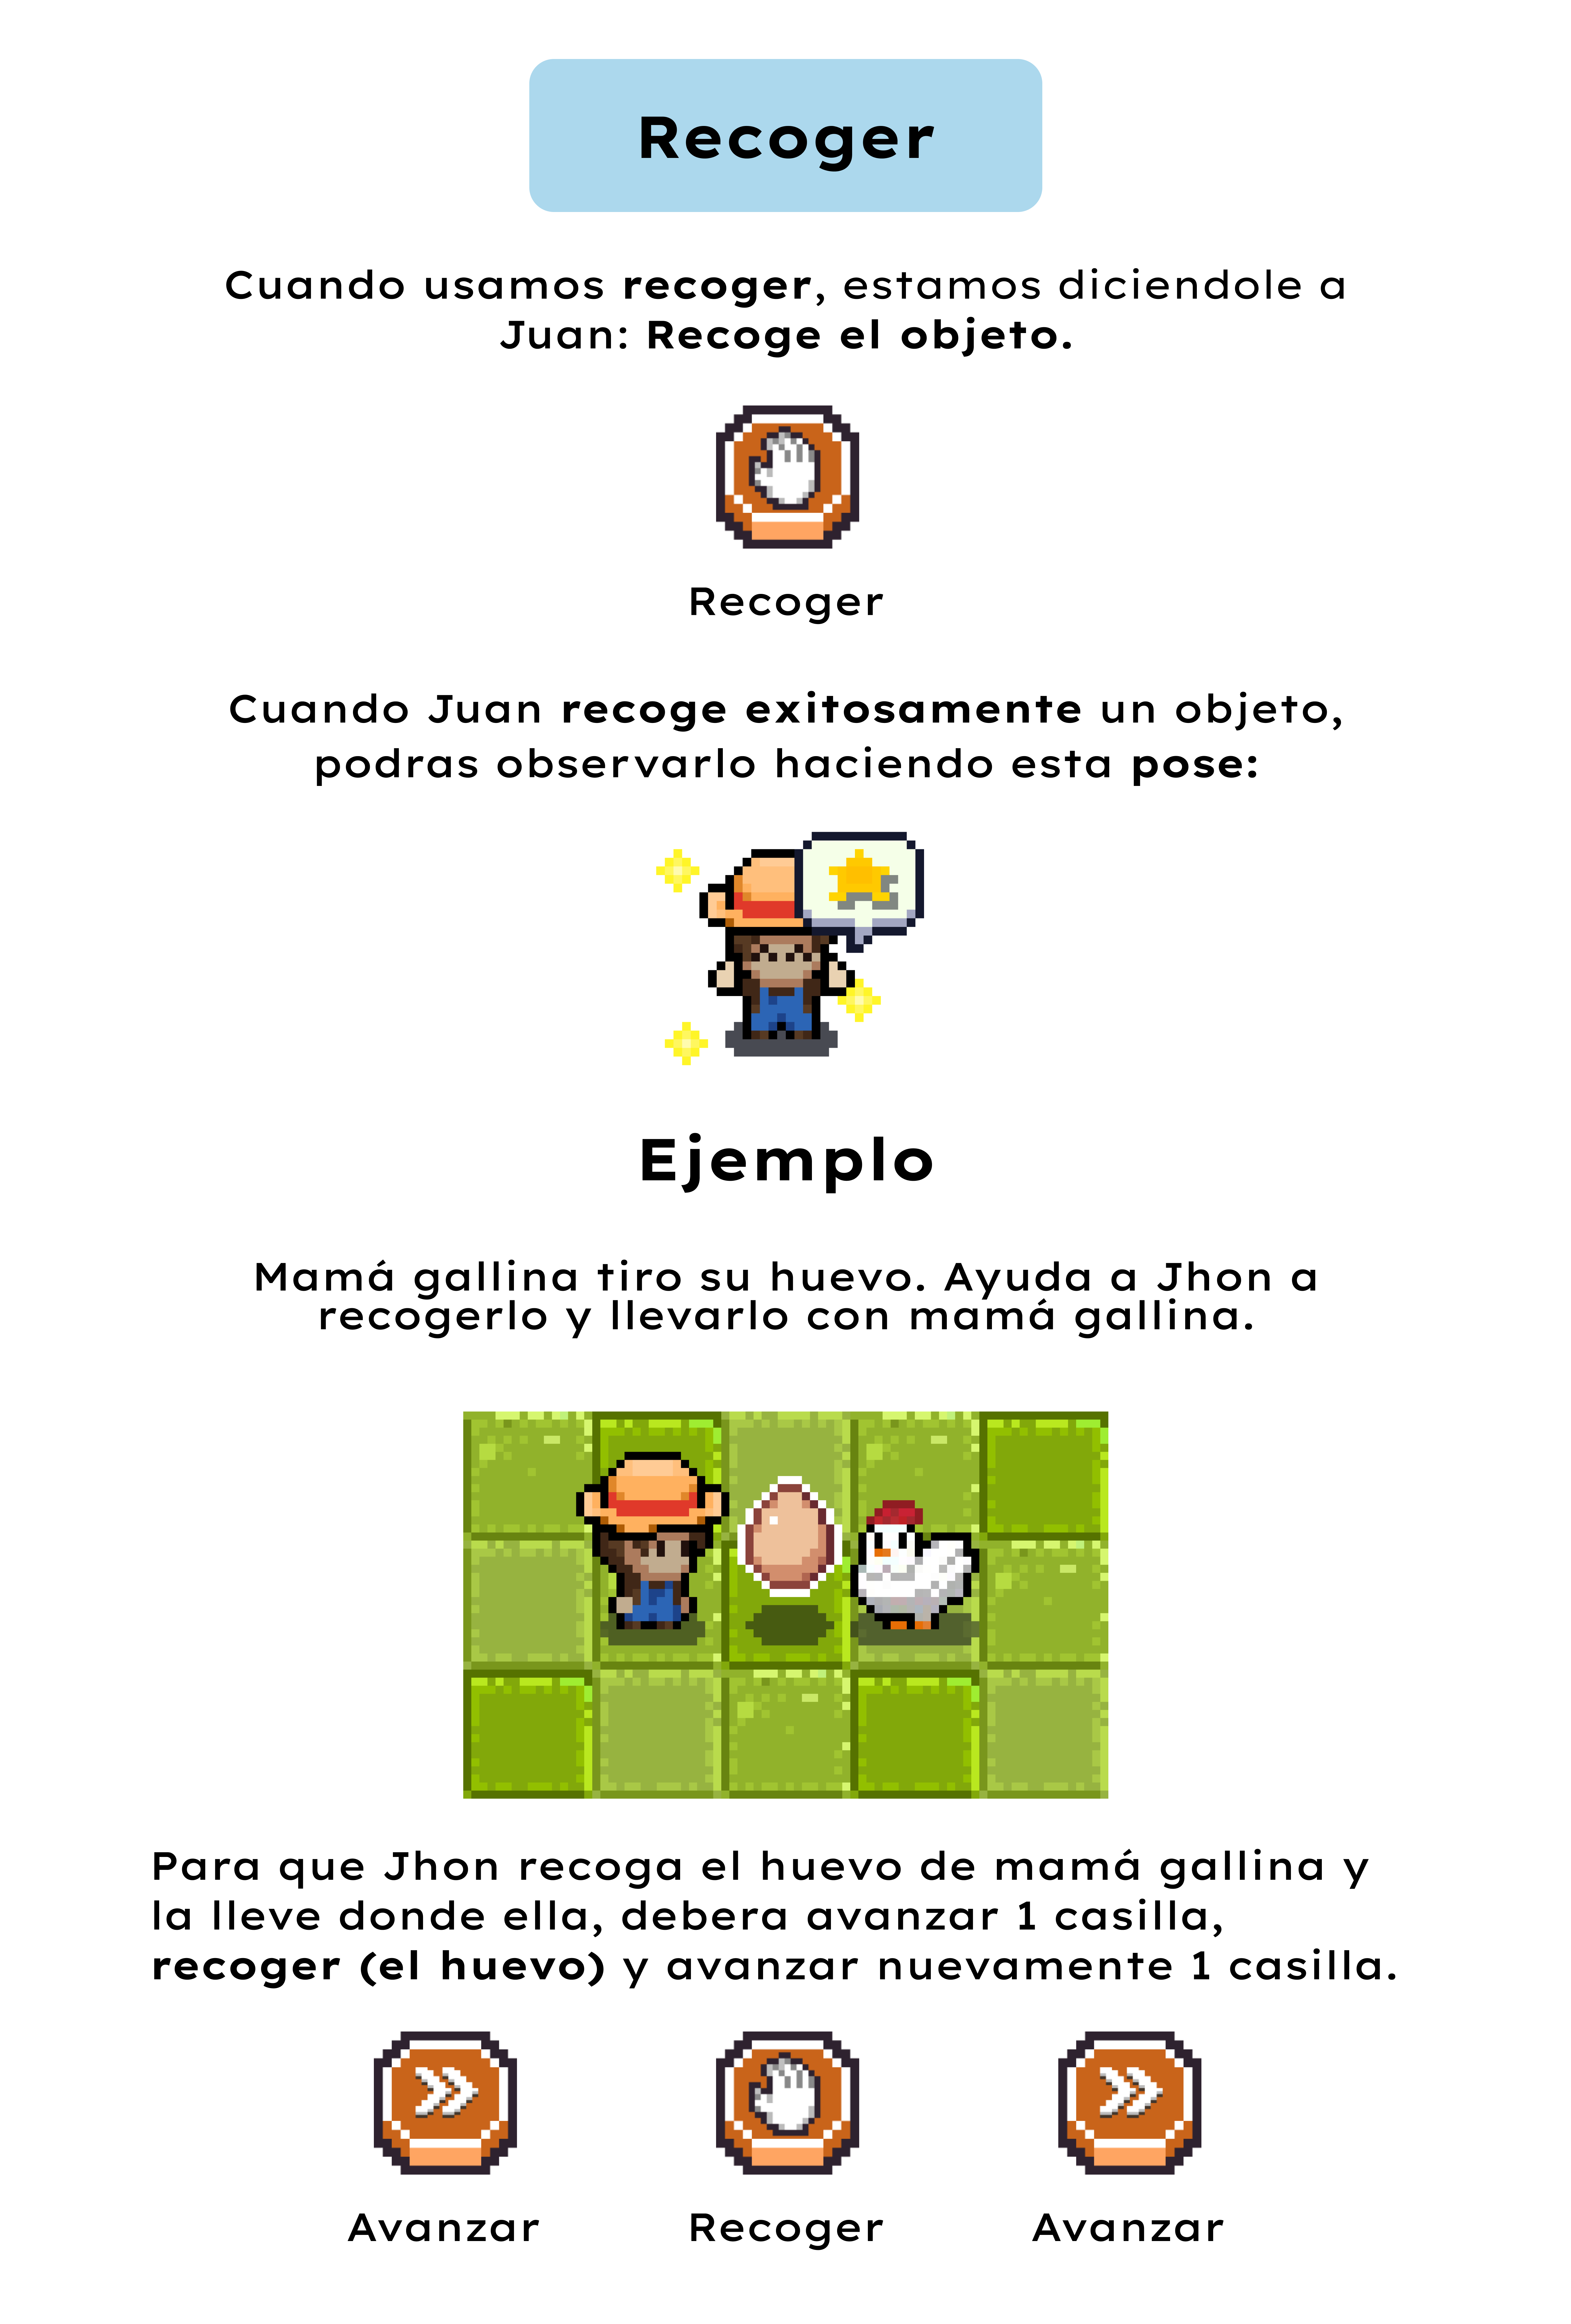 Recoger
Cuando usamos recoger, estamos diciendole a
Juan: Recoge el objeto.
Recoger
Cuando Juan recoge exitosamente un objeto,
podras observarlo haciendo esta pose:
Ejemplo
Mamá gallina tiro su huevo. Ayuda a Jhon a
recogerlo y llevarlo con mamá gallina.
Para que Jhon recoga el huevo de mamá gallina y
la lleve donde ella, debera avanzar 1 casilla,
recoger (el huevo) y avanzar nuevamente 1 casilla.
Avanzar Recoger Avanzar